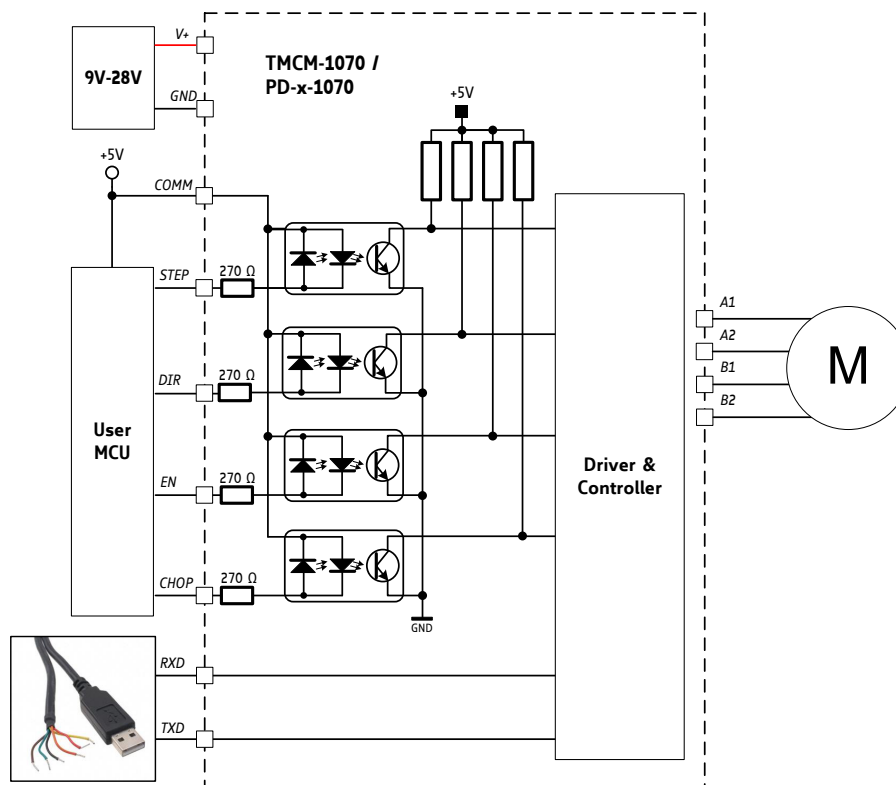 V+
9V-28V
GND
TMCM-1070 /
PD-x-1070
+5V
+5V
COMM
STEP
270 Ω
DIR
270 Ω
EN
270 Ω
CHOP
270 Ω
User
MCU
Driver &
Controller
GND
A1
A2
B1
B2
M
RXD
TXD